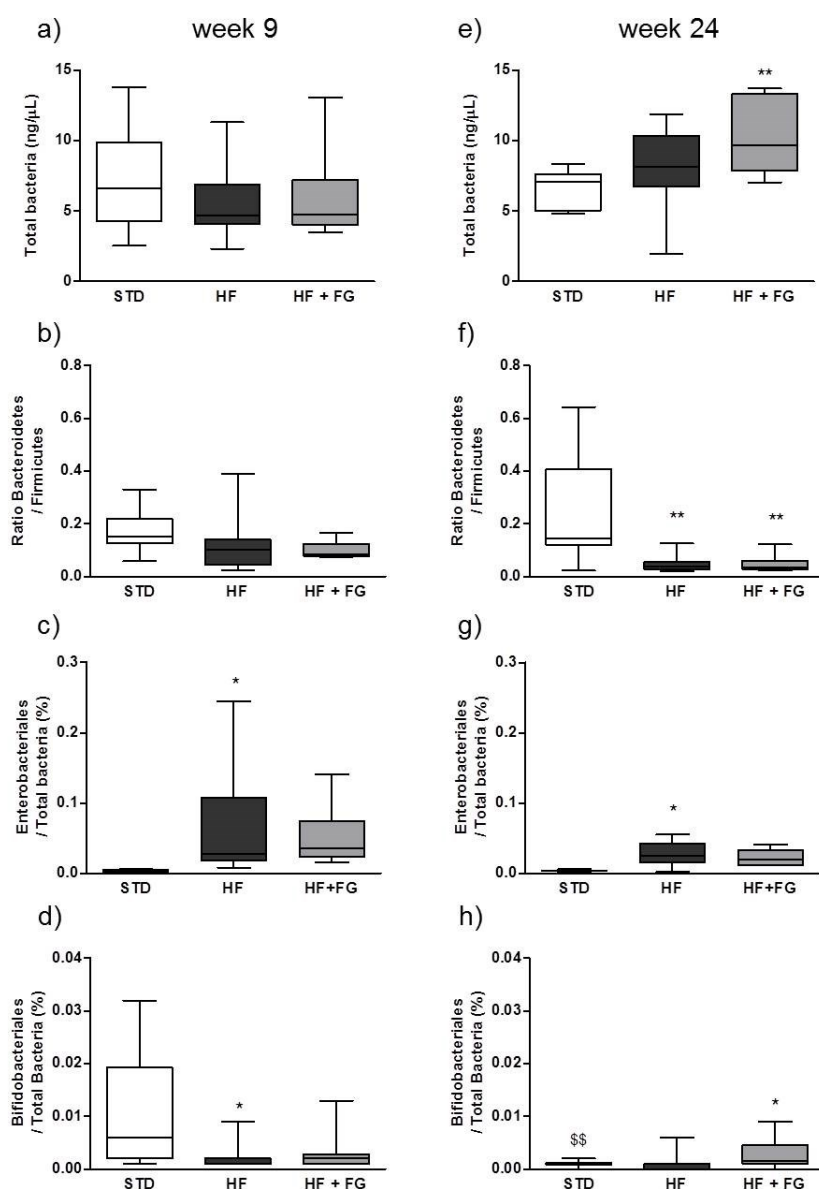 a) week 9
Total bacteria (ng/μL)
15
10
5
0
STD HF HF + FG
b)
Ratio Bacteroidetes
/ Firmicutes
0.8
0.6
0.4
0.2
0.0
STD HF HF + FG
c)
Enterobacteriales
/ Total bacteria (%)
0.3
0.2
0.1
0.0
*
STD HF HF+FG
d)
Bifidobacteriales
/ Total Bacteria (%)
0.04
0.03
0.02
0.01
0.00
*
STD HF HF + FG
e) week 24
Total bacteria (ng/μL)
15
10
5
0
**
STD HF HF + FG
f)
Ratio Bacteroidetes
/ Firmicutes
0.8
0.6
0.4
0.2
0.0
** **
STD HF HF + FG
g)
Enterobacteriales
/ Total bacteria (%)
0.3
0.2
0.1
0.0
*
STD HF HF+FG
h)
Bifidobacteriales
/ Total Bacteria (%)
0.04
0.03
0.02
0.01
0.00
$$ *
STD HF HF + FG